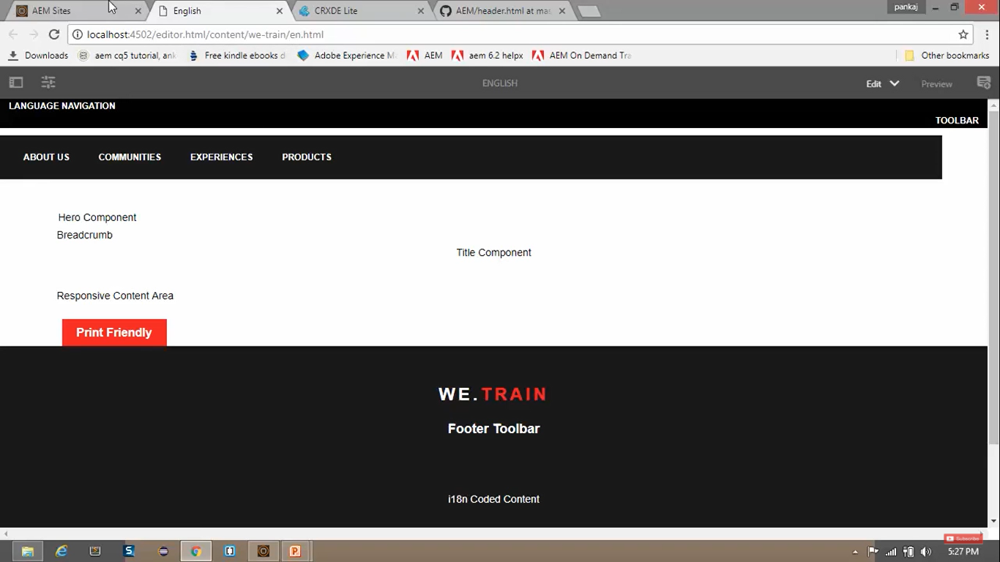 AEM Sites
English
CRXDE Lite
AEM/header.html at mas
pankaj
localhost:4502/editor.html/content/we-train/en.html
Downloads
aem cq5 tutorial, ank
Free kindle ebooks d
Adobe Experience M
AEM
aem 6.2 helpx
AEM On Demand Tra
Other bookmarks
ENGLISH
Edit
Preview
LANGUAGE NAVIGATION
TOOLBAR
ABOUT US
COMMUNITIES
EXPERIENCES
PRODUCTS
Hero Component
Breadcrumb
Title Component
Responsive Content Area
Print Friendly
WE.TRAIN
Footer Toolbar
i18n Coded Content
Subscribe
5:27 PM